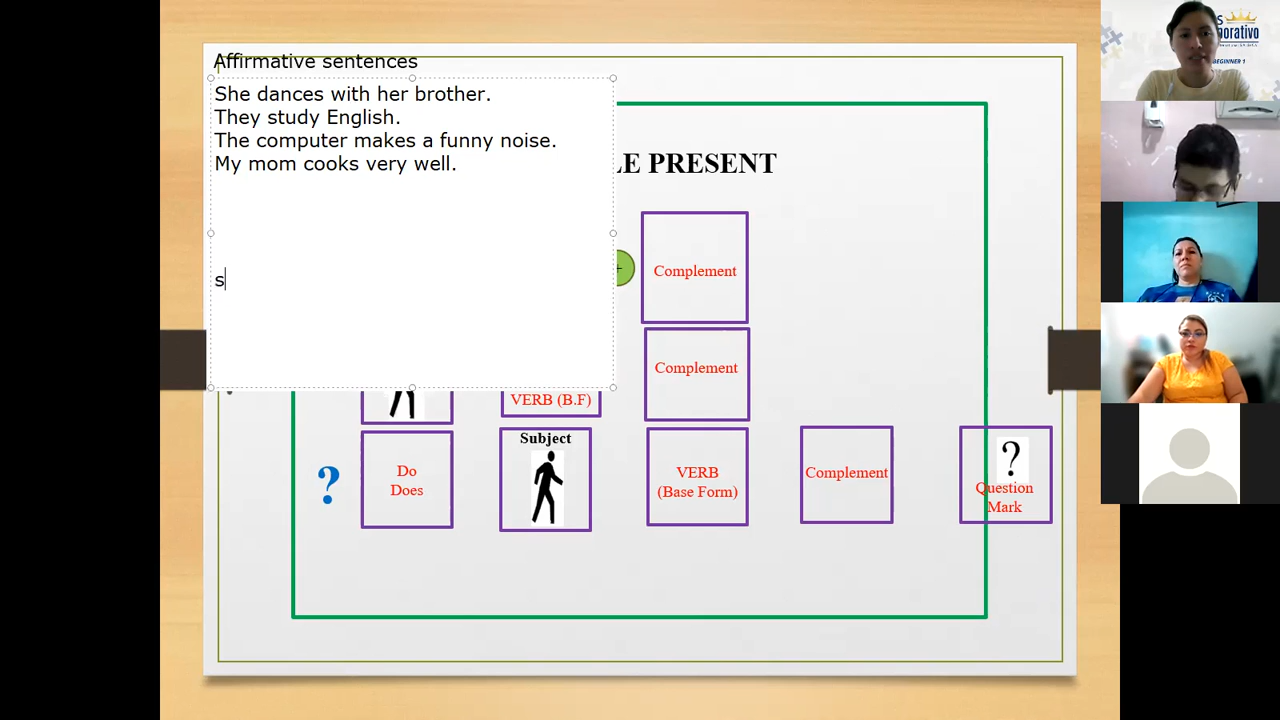 Affirmative sentences
She dances with her brother.
They study English.
The computer makes a funny noise.
My mom cooks very well.
s
LE PRESENT
+
Complement
Complement
VERB (B.F)
?
Do
Does
Subject
VERB
(Base Form)
Complement
?
Question
Mark